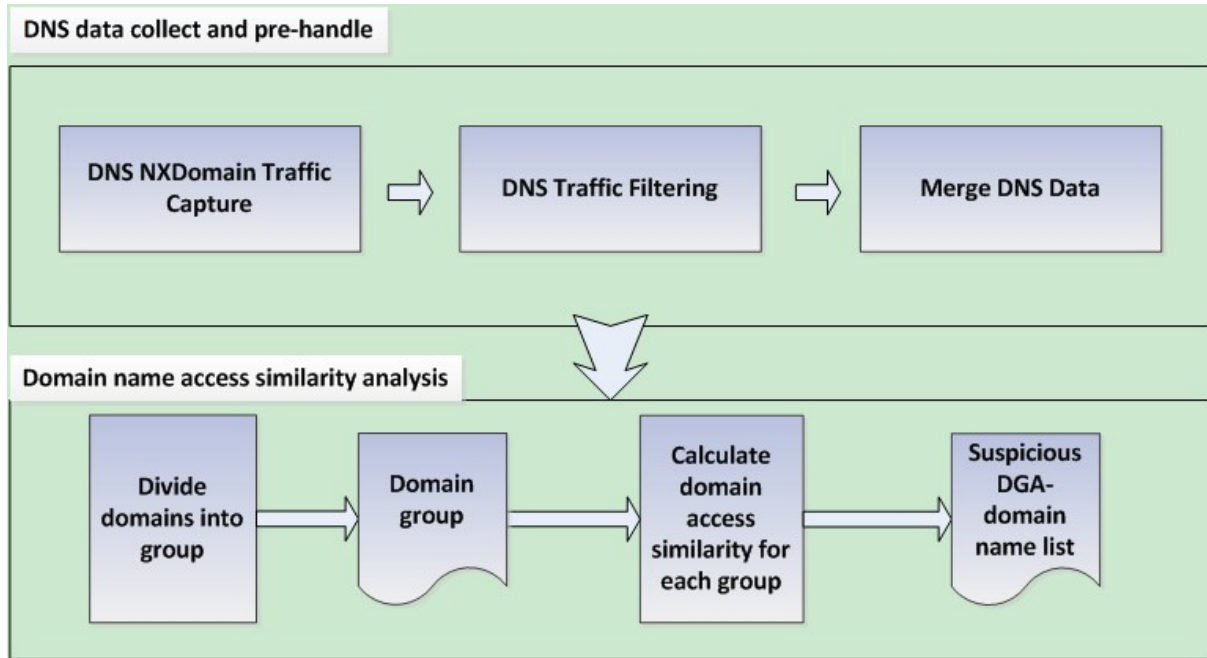 DNS data collect and pre-handle
DNS NXDomain Traffic
Capture
DNS Traffic Filtering
Merge DNS Data
Domain name access similarity analysis
Divide
domains into
group
Domain
group
Calculate
domain
access
similarity for
each group
Suspicious
DGA-
domain
name list